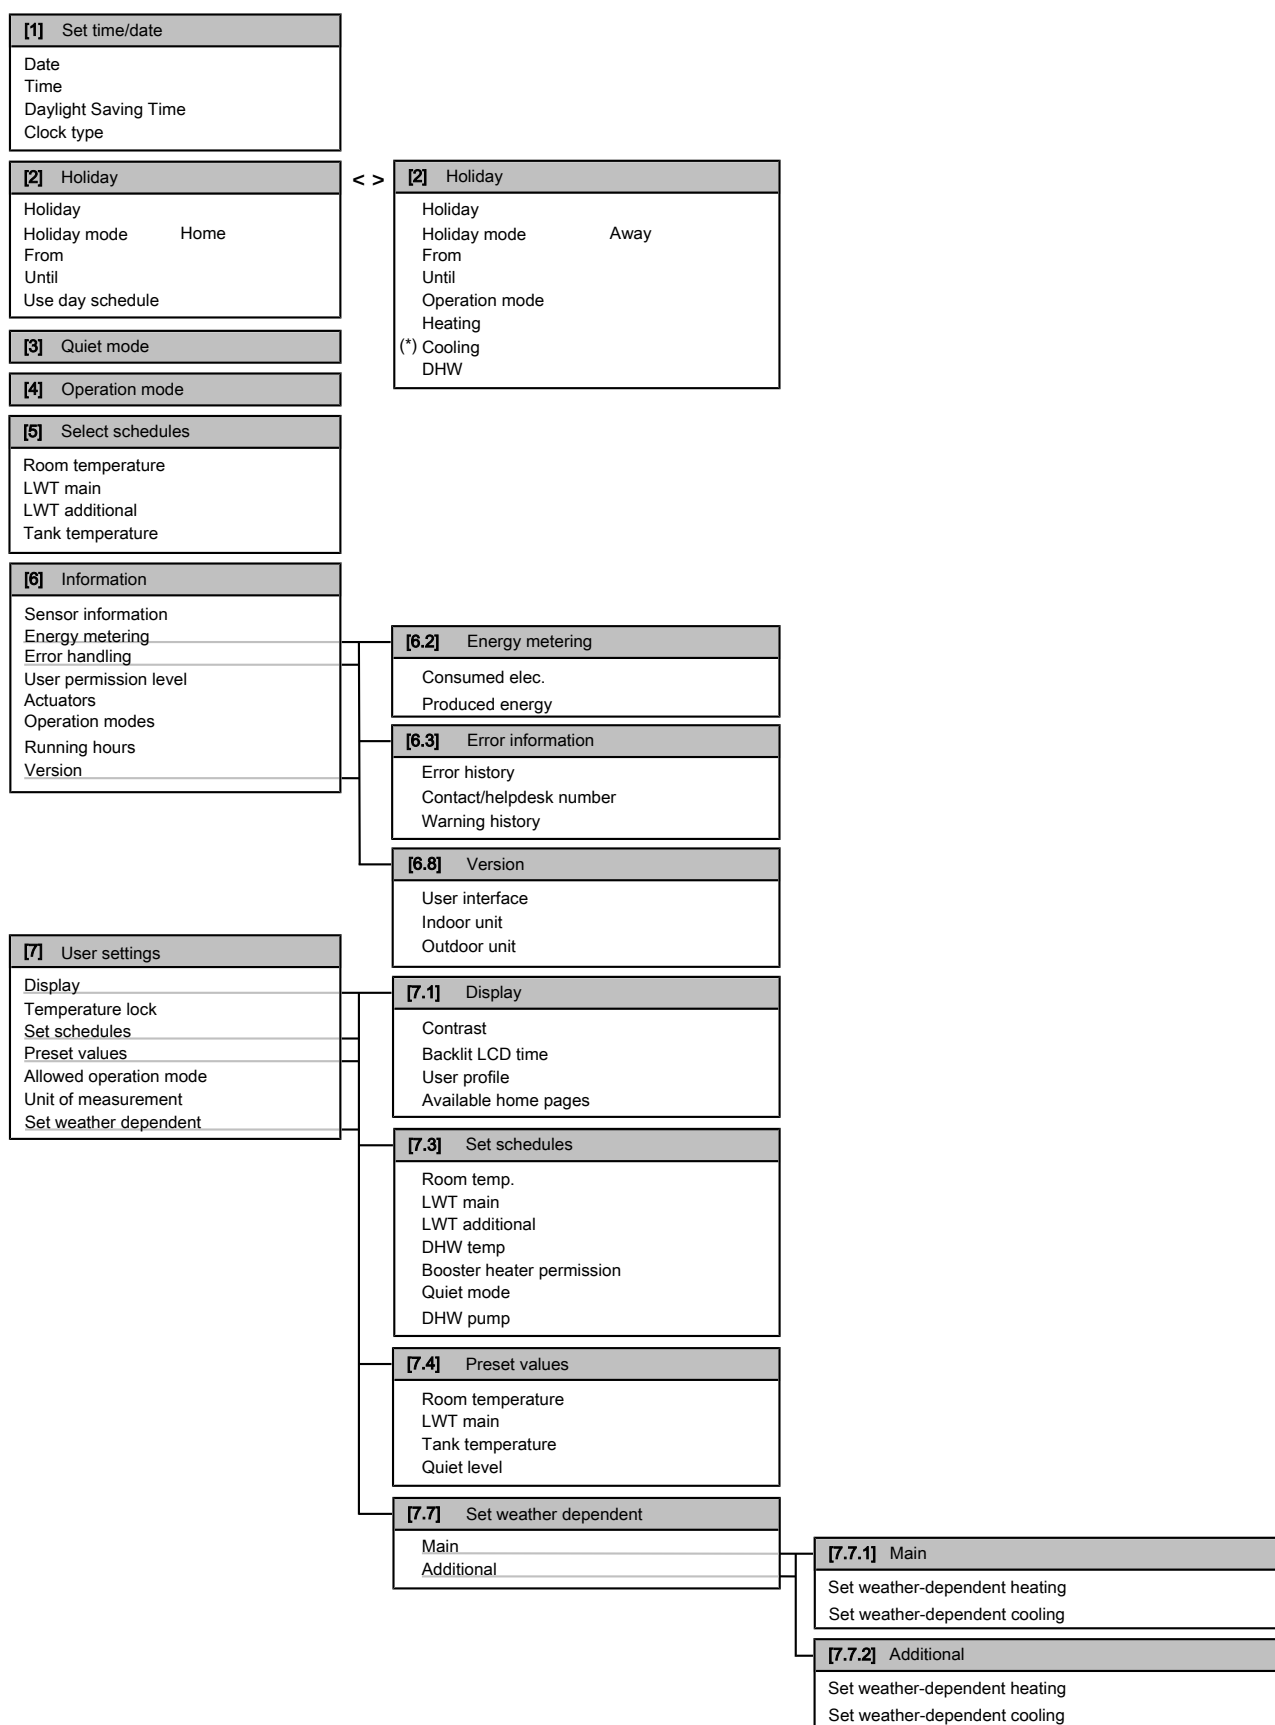 [1] Set time/date
Date
Time
Daylight Saving Time
Clock type
[2] Holiday
Holiday
Holiday mode Home
From
Until
Use day schedule
< >
[2] Holiday
Holiday
Holiday mode Away
From
Until
Operation mode
Heating
(*) Cooling
DHW
[3] Quiet mode
[4] Operation mode
[5] Select schedules
Room temperature
LWT main
LWT additional
Tank temperature
[6] Information
Sensor information
Energy metering
Error handling
User permission level
Actuators
Operation modes
Running hours
Version
[6.2] Energy metering
Consumed elec.
Produced energy
[6.3] Error information
Error history
Contact/helpdesk number
Warning history
[6.8] Version
User interface
Indoor unit
Outdoor unit
[7] User settings
Display
Temperature lock
Set schedules
Preset values
Allowed operation mode
Unit of measurement
Set weather dependent
[7.1] Display
Contrast
Backlit LCD time
User profile
Available home pages
[7.3] Set schedules
Room temp.
LWT main
LWT additional
DHW temp
Booster heater permission
Quiet mode
DHW pump
[7.4] Preset values
Room temperature
LWT main
Tank temperature
Quiet level
[7.7] Set weather dependent
Main
Additional
[7.7.1] Main
Set weather-dependent heating
Set weather-dependent cooling
[7.7.2] Additional
Set weather-dependent heating
Set weather-dependent cooling